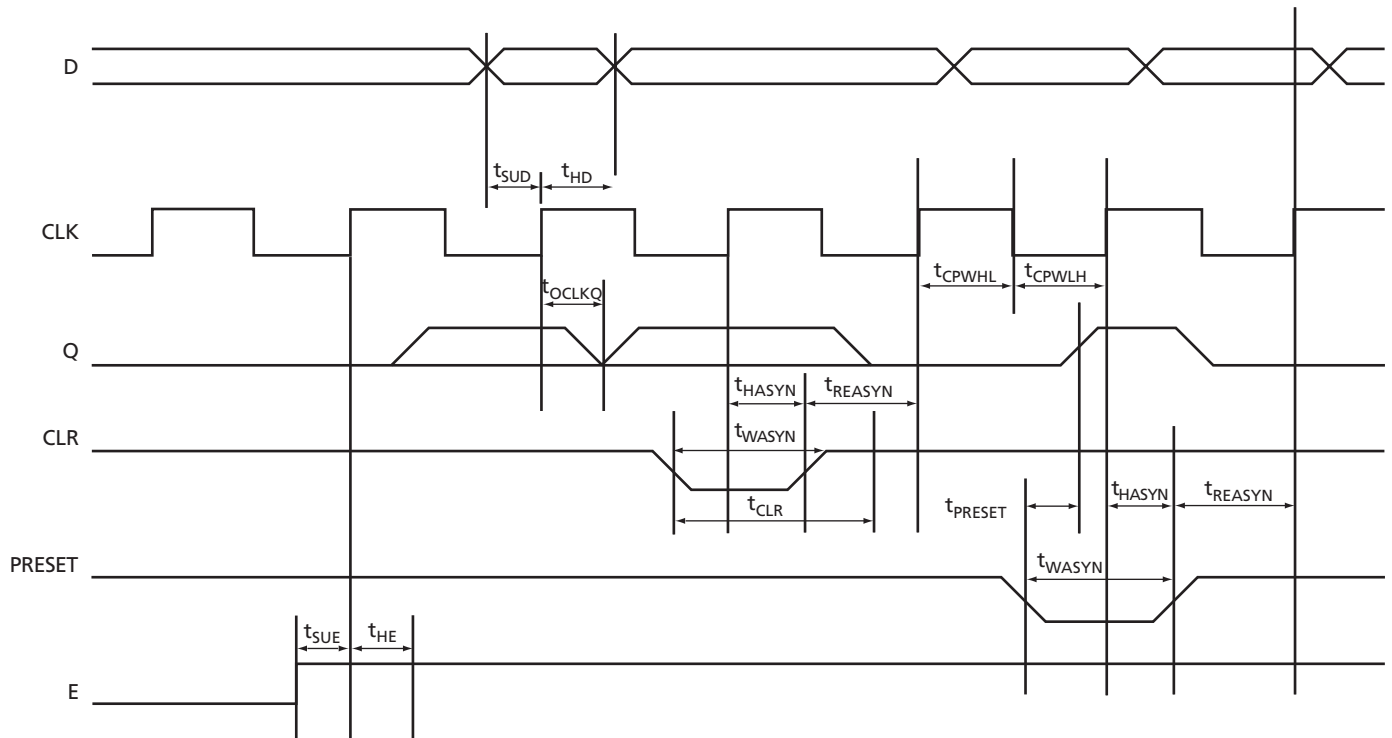 D
tSUD
tHD
CLK
tCPWHL
tCPWLH
tOCLKQ
Q
tHASYN
tREASYN
CLR
tWASYN
tCLR
tPRESET
tHASYN
tREASYN
PRESET
tWASYN
tSUE
tHE
E